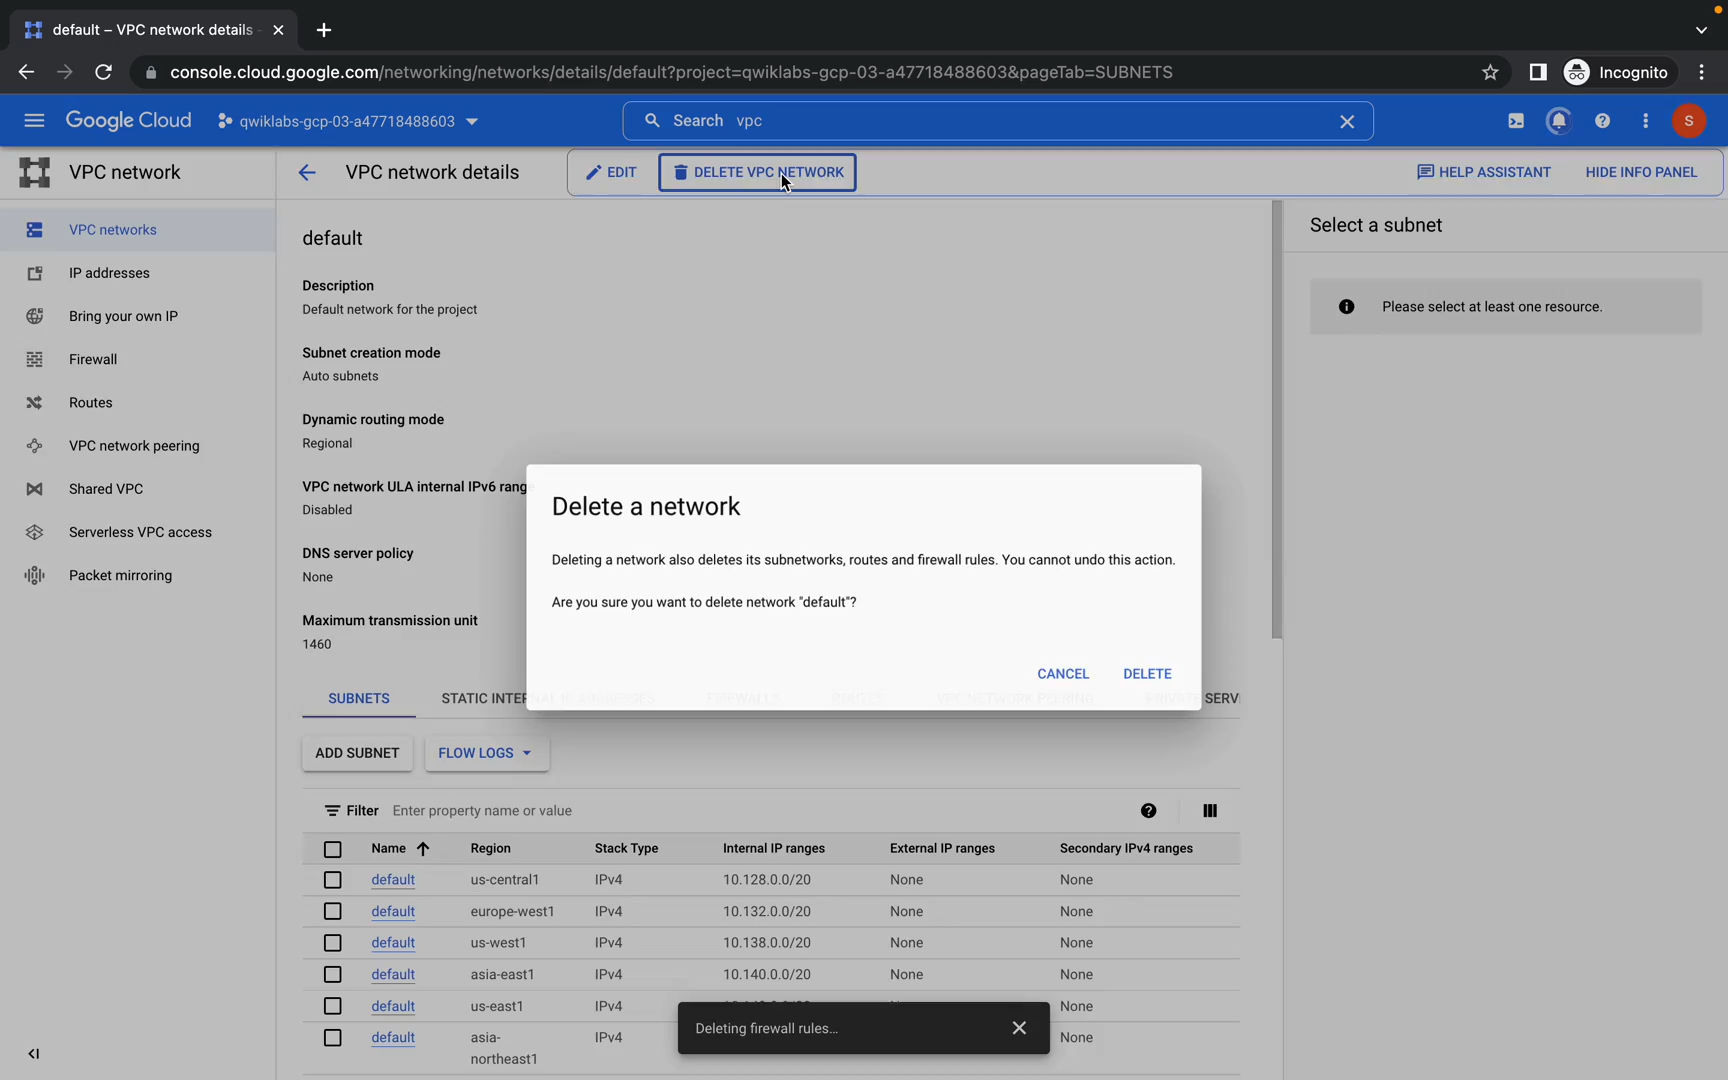 default – VPC network details
console.cloud.google.com/networking/networks/details/default?project=qwiklabs-gcp-03-a47718488603&pageTab=SUBNETS
Incognito
Google Cloud
qwiklabs-gcp-03-a47718488603
Search vpc
S
VPC network
VPC network details
EDIT
DELETE VPC NETWORK
HELP ASSISTANT
HIDE INFO PANEL
VPC networks
IP addresses
Bring your own IP
Firewall
Routes
VPC network peering
Shared VPC
Serverless VPC access
Packet mirroring
default
Description
Default network for the project
Subnet creation mode
Auto subnets
Dynamic routing mode
Regional
VPC network ULA internal IPv6 range
Disabled
DNS server policy
None
Maximum transmission unit
1460
Select a subnet
Please select at least one resource.
Delete a network
Deleting a network also deletes its subnetworks, routes and firewall rules. You cannot undo this action.
Are you sure you want to delete network "default"?
CANCEL DELETE
SUBNETS STATIC INTERNAL IP ADDRESSES FIREWALLS ROUTES VPC NETWORK PEERING PRIVATE SERV
ADD SUBNET FLOW LOGS
Filter Enter property name or value
Name Region Stack Type Internal IP ranges External IP ranges Secondary IPv4 ranges
default us-central1 IPv4 10.128.0.0/20 None None
default europe-west1 IPv4 10.132.0.0/20 None None
default us-west1 IPv4 10.138.0.0/20 None None
default asia-east1 IPv4 10.140.0.0/20 None None
default us-east1 IPv4 None
default asia-northeast1 IPv4 None
Deleting firewall rules...